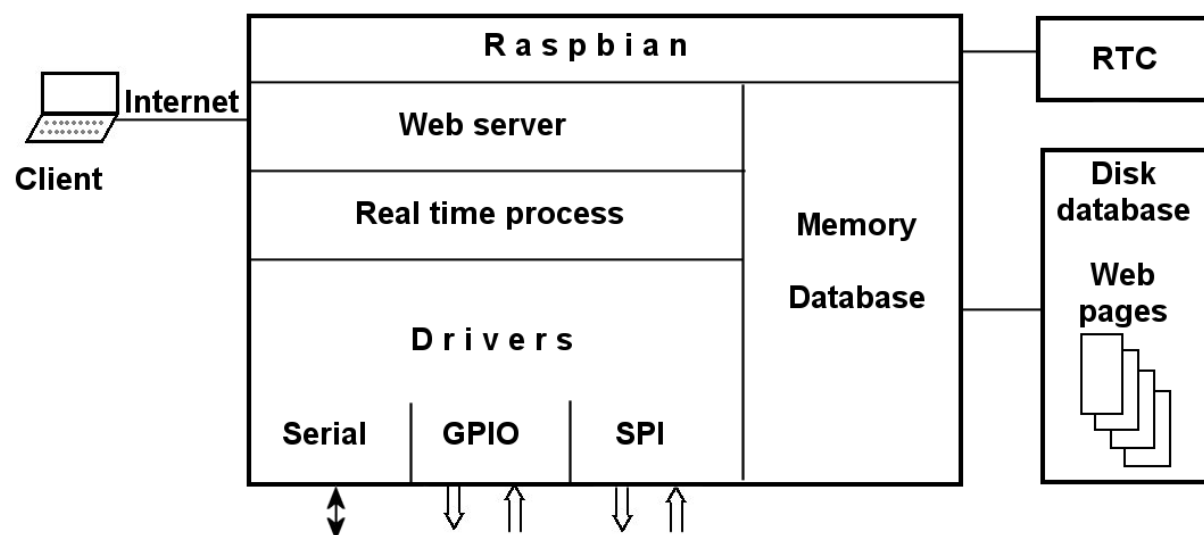 Raspbian
RTC
Internet
Web server
Client
Real time process
Memory
Database
Disk
database
Web
pages
Drivers
Serial
GPIO
SPI